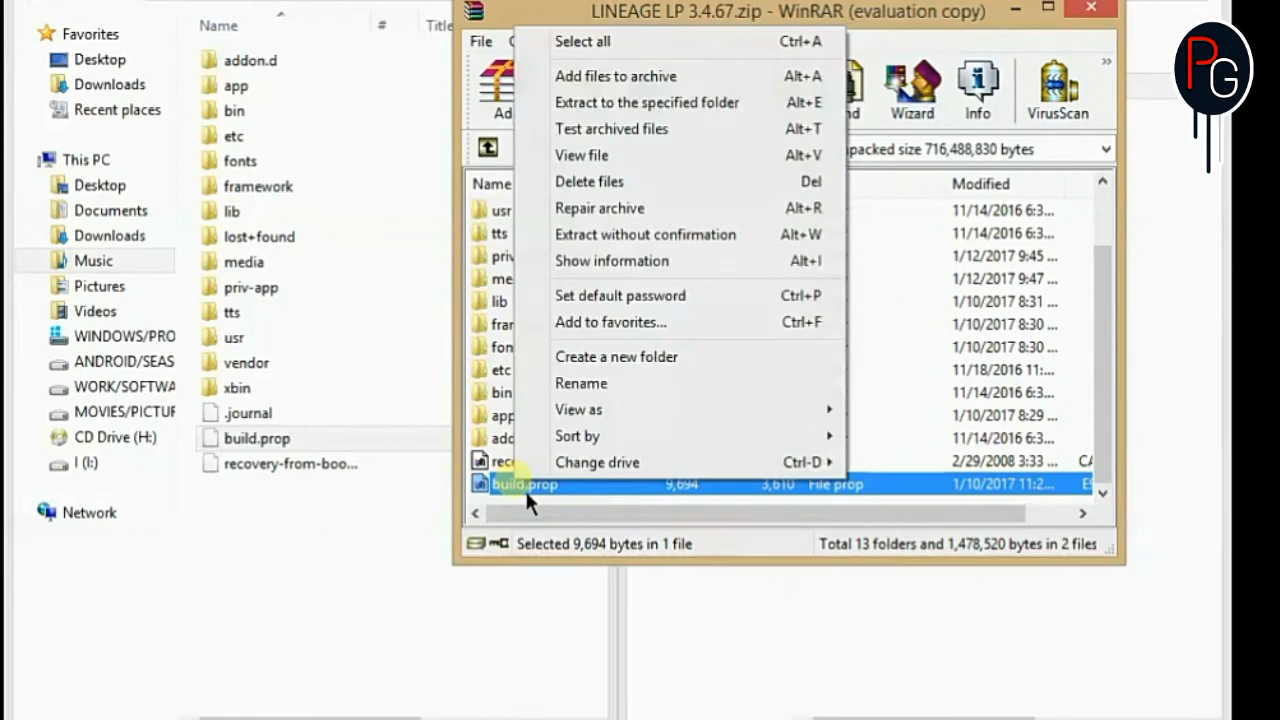 Favorites
Desktop
Downloads
Recent places
This PC
Desktop
Documents
Downloads
Music
Pictures
Videos
WINDOWS/PRO
ANDROID/SEAS
WORK/SOFTWA
MOVIES/PICTUF
CD Drive (H:)
I (I:)
Network
Name # Title
addon.d
app
bin
etc
fonts
framework
lib
lost+found
media
priv-app
tts
usr
vendor
xbin
.journal
build.prop
recovery-from-boo...
LINEAGE LP 3.4.67.zip - WinRAR (evaluation copy)
File
Ad
Wizard
Info
VirusScan
»
packed size 716,488,830 bytes
Select all Ctrl+A
Add files to archive Alt+A
Extract to the specified folder Alt+E
Test archived files Alt+T
View file Alt+V
Delete files Del
Repair archive Alt+R
Extract without confirmation Alt+W
Show information Alt+I
Set default password Ctrl+P
Add to favorites... Ctrl+F
Create a new folder
Rename
View as
Sort by
Change drive Ctrl-D
Name Modified
usr 11/14/2016 6:3...
tts 11/14/2016 6:3...
priv 1/12/2017 9:45 ...
me 1/12/2017 9:47 ...
lib 1/10/2017 8:31 ...
frar 1/10/2017 8:30 ...
fon 1/10/2017 8:30 ...
etc 11/18/2016 11:...
bin 11/14/2016 6:3...
app 1/10/2017 8:29 ...
add 11/14/2016 6:3...
reco 2/29/2008 3:33 ... CA
build.prop 9,694 3,610 File prop 1/10/2017 11:2... E9
Selected 9,694 bytes in 1 file
Total 13 folders and 1,478,520 bytes in 2 files
PG